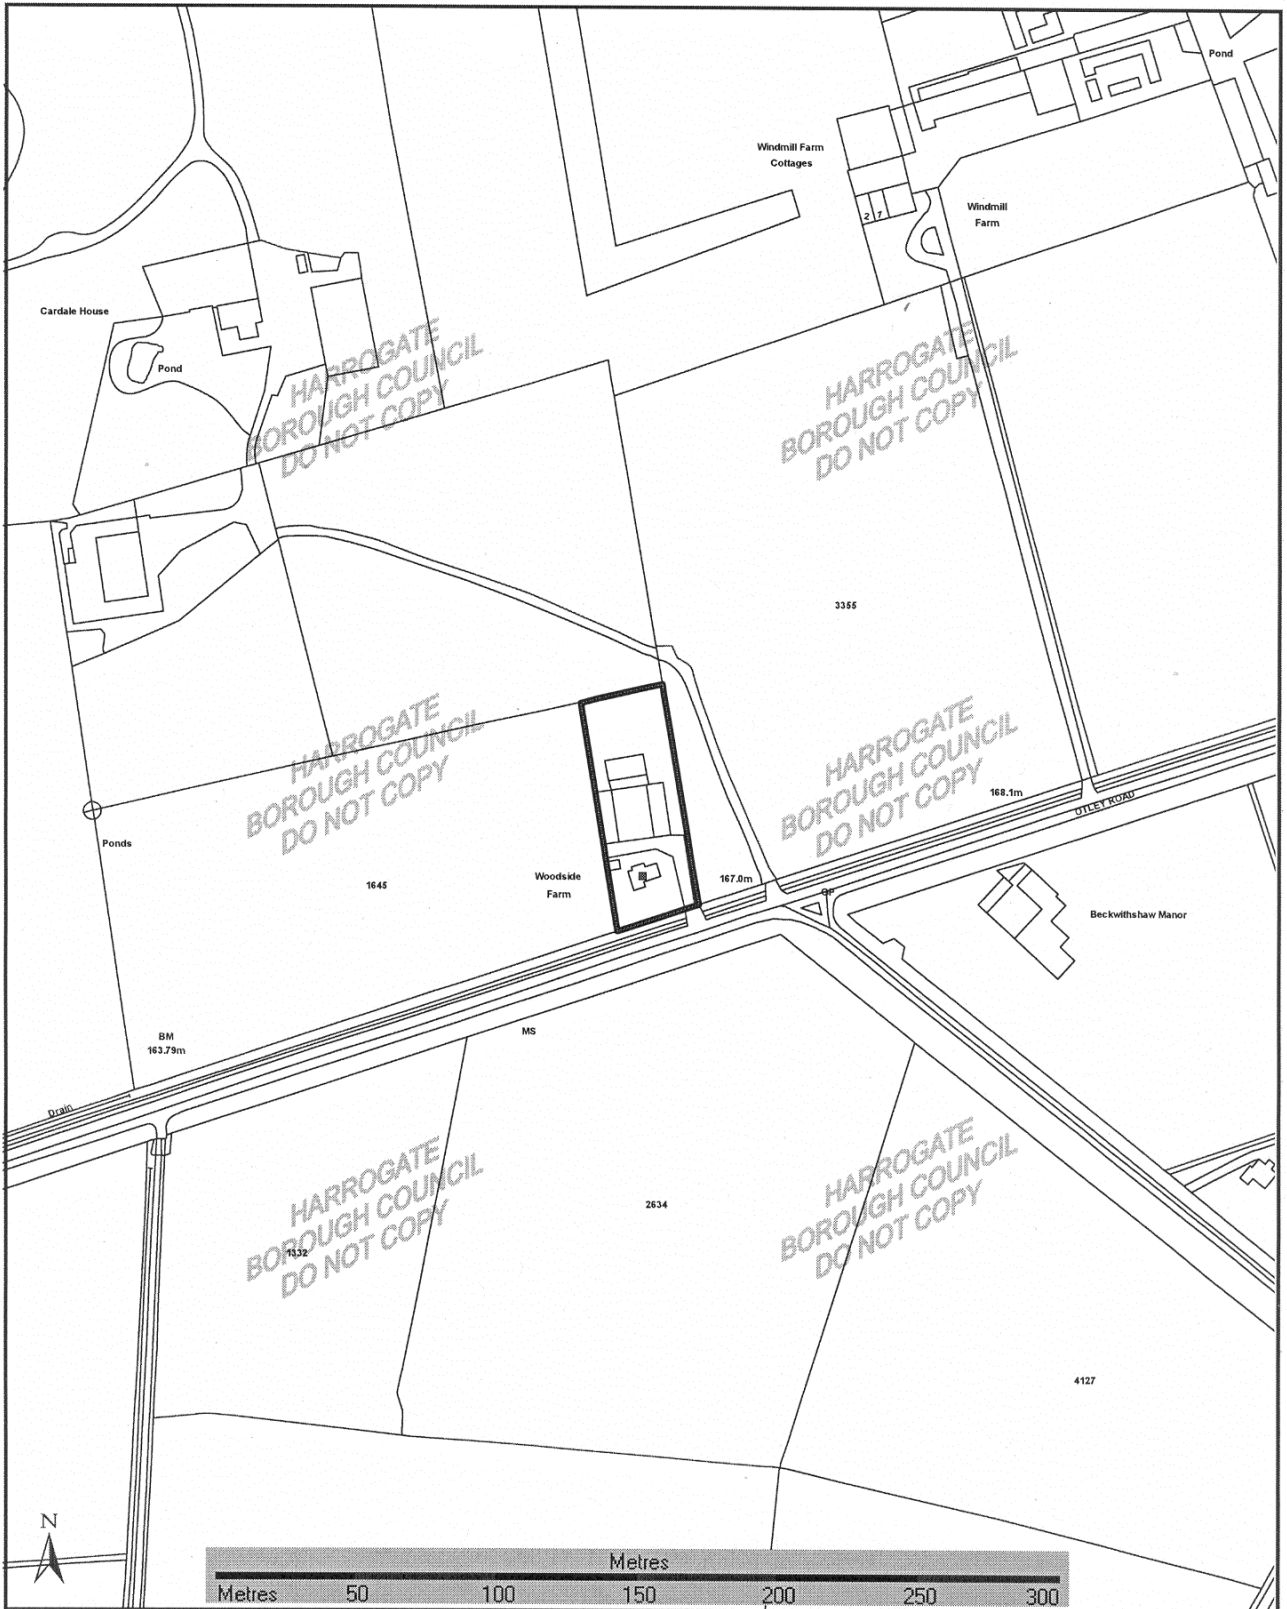 Pond
Windmill Farm
Cottages
2
1
Windmill
Farm
Cardale House
Pond
HARROGATE
BOROUGH COUNCIL
DO NOT COPY
HARROGATE
BOROUGH COUNCIL
DO NOT COPY
3355
HARROGATE
BOROUGH COUNCIL
DO NOT COPY
HARROGATE
BOROUGH COUNCIL
DO NOT COPY
168.1m
OTLEY ROAD
Ponds
1645
Woodside
Farm
167.0m
GP
Beckwithshaw Manor
MS
BM
163.79m
Drain
HARROGATE
BOROUGH COUNCIL
DO NOT COPY
HARROGATE
BOROUGH COUNCIL
DO NOT COPY
2634
1332
4127
N
Metres
Metres 50 100 150 200 250 300